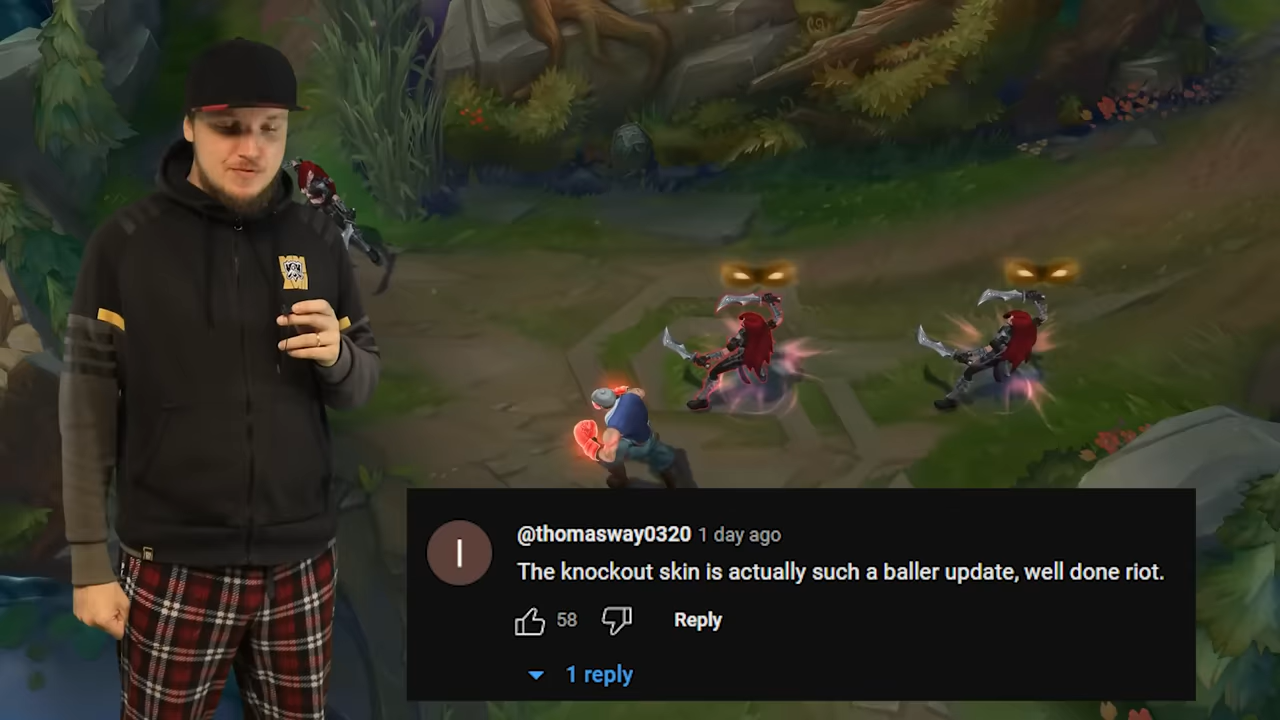 I
@thomasway0320 1 day ago
The knockout skin is actually such a baller update, well done riot.
58
Reply
1 reply